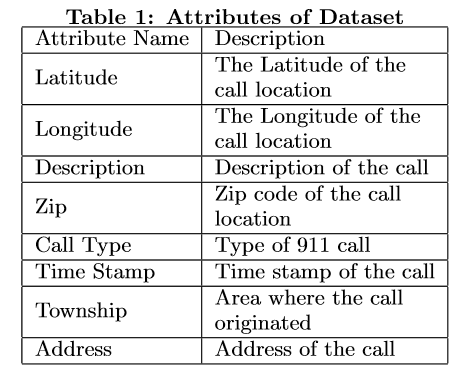 Table 1: Attributes of Dataset
Attribute Name Description
Latitude The Latitude of the
call location
Longitude The Longitude of the
call location
Description Description of the call
Zip Zip code of the call
location
Call Type Type of 911 call
Time Stamp Time stamp of the call
Township Area where the call
originated
Address Address of the call